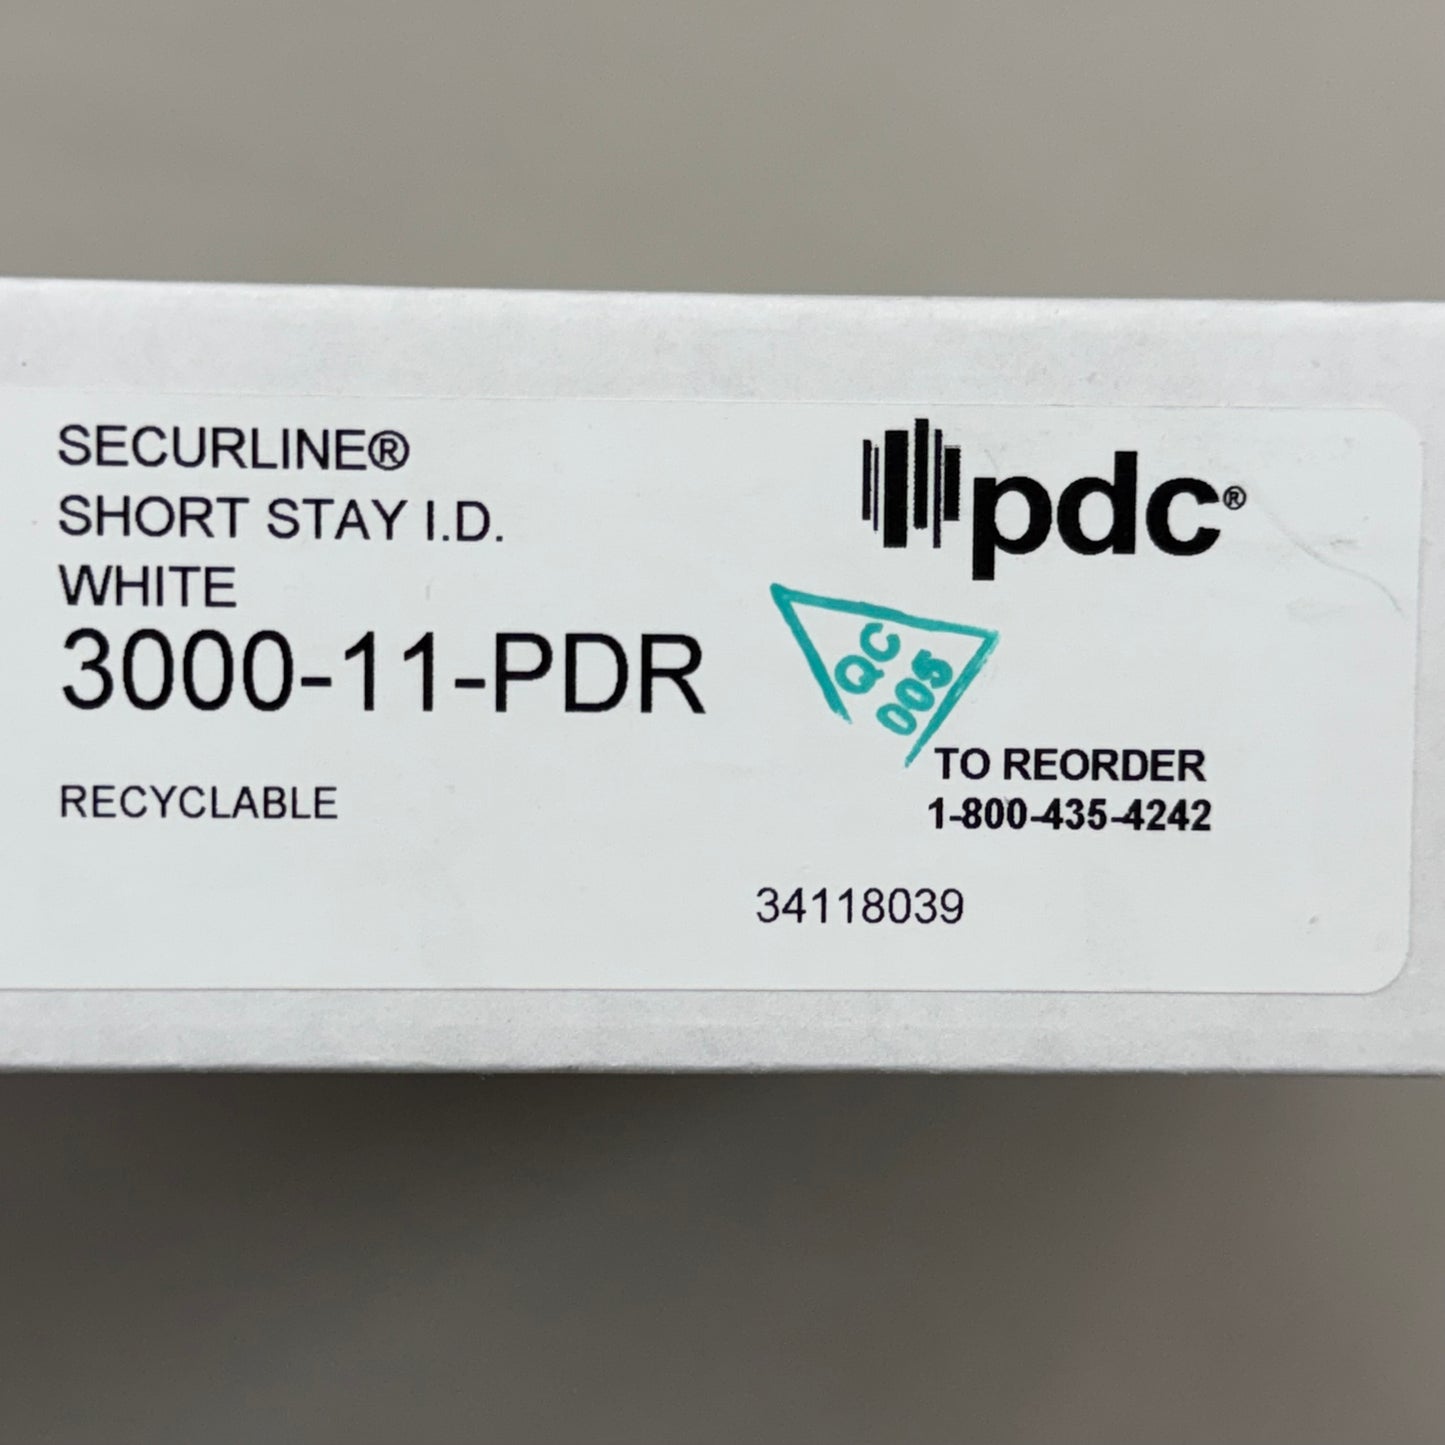 SECURLINE®
SHORT STAY I.D.
WHITE
3000-11-PDR
RECYCLABLE
pdc®
QC
005
TO REORDER
1-800-435-4242
34118039